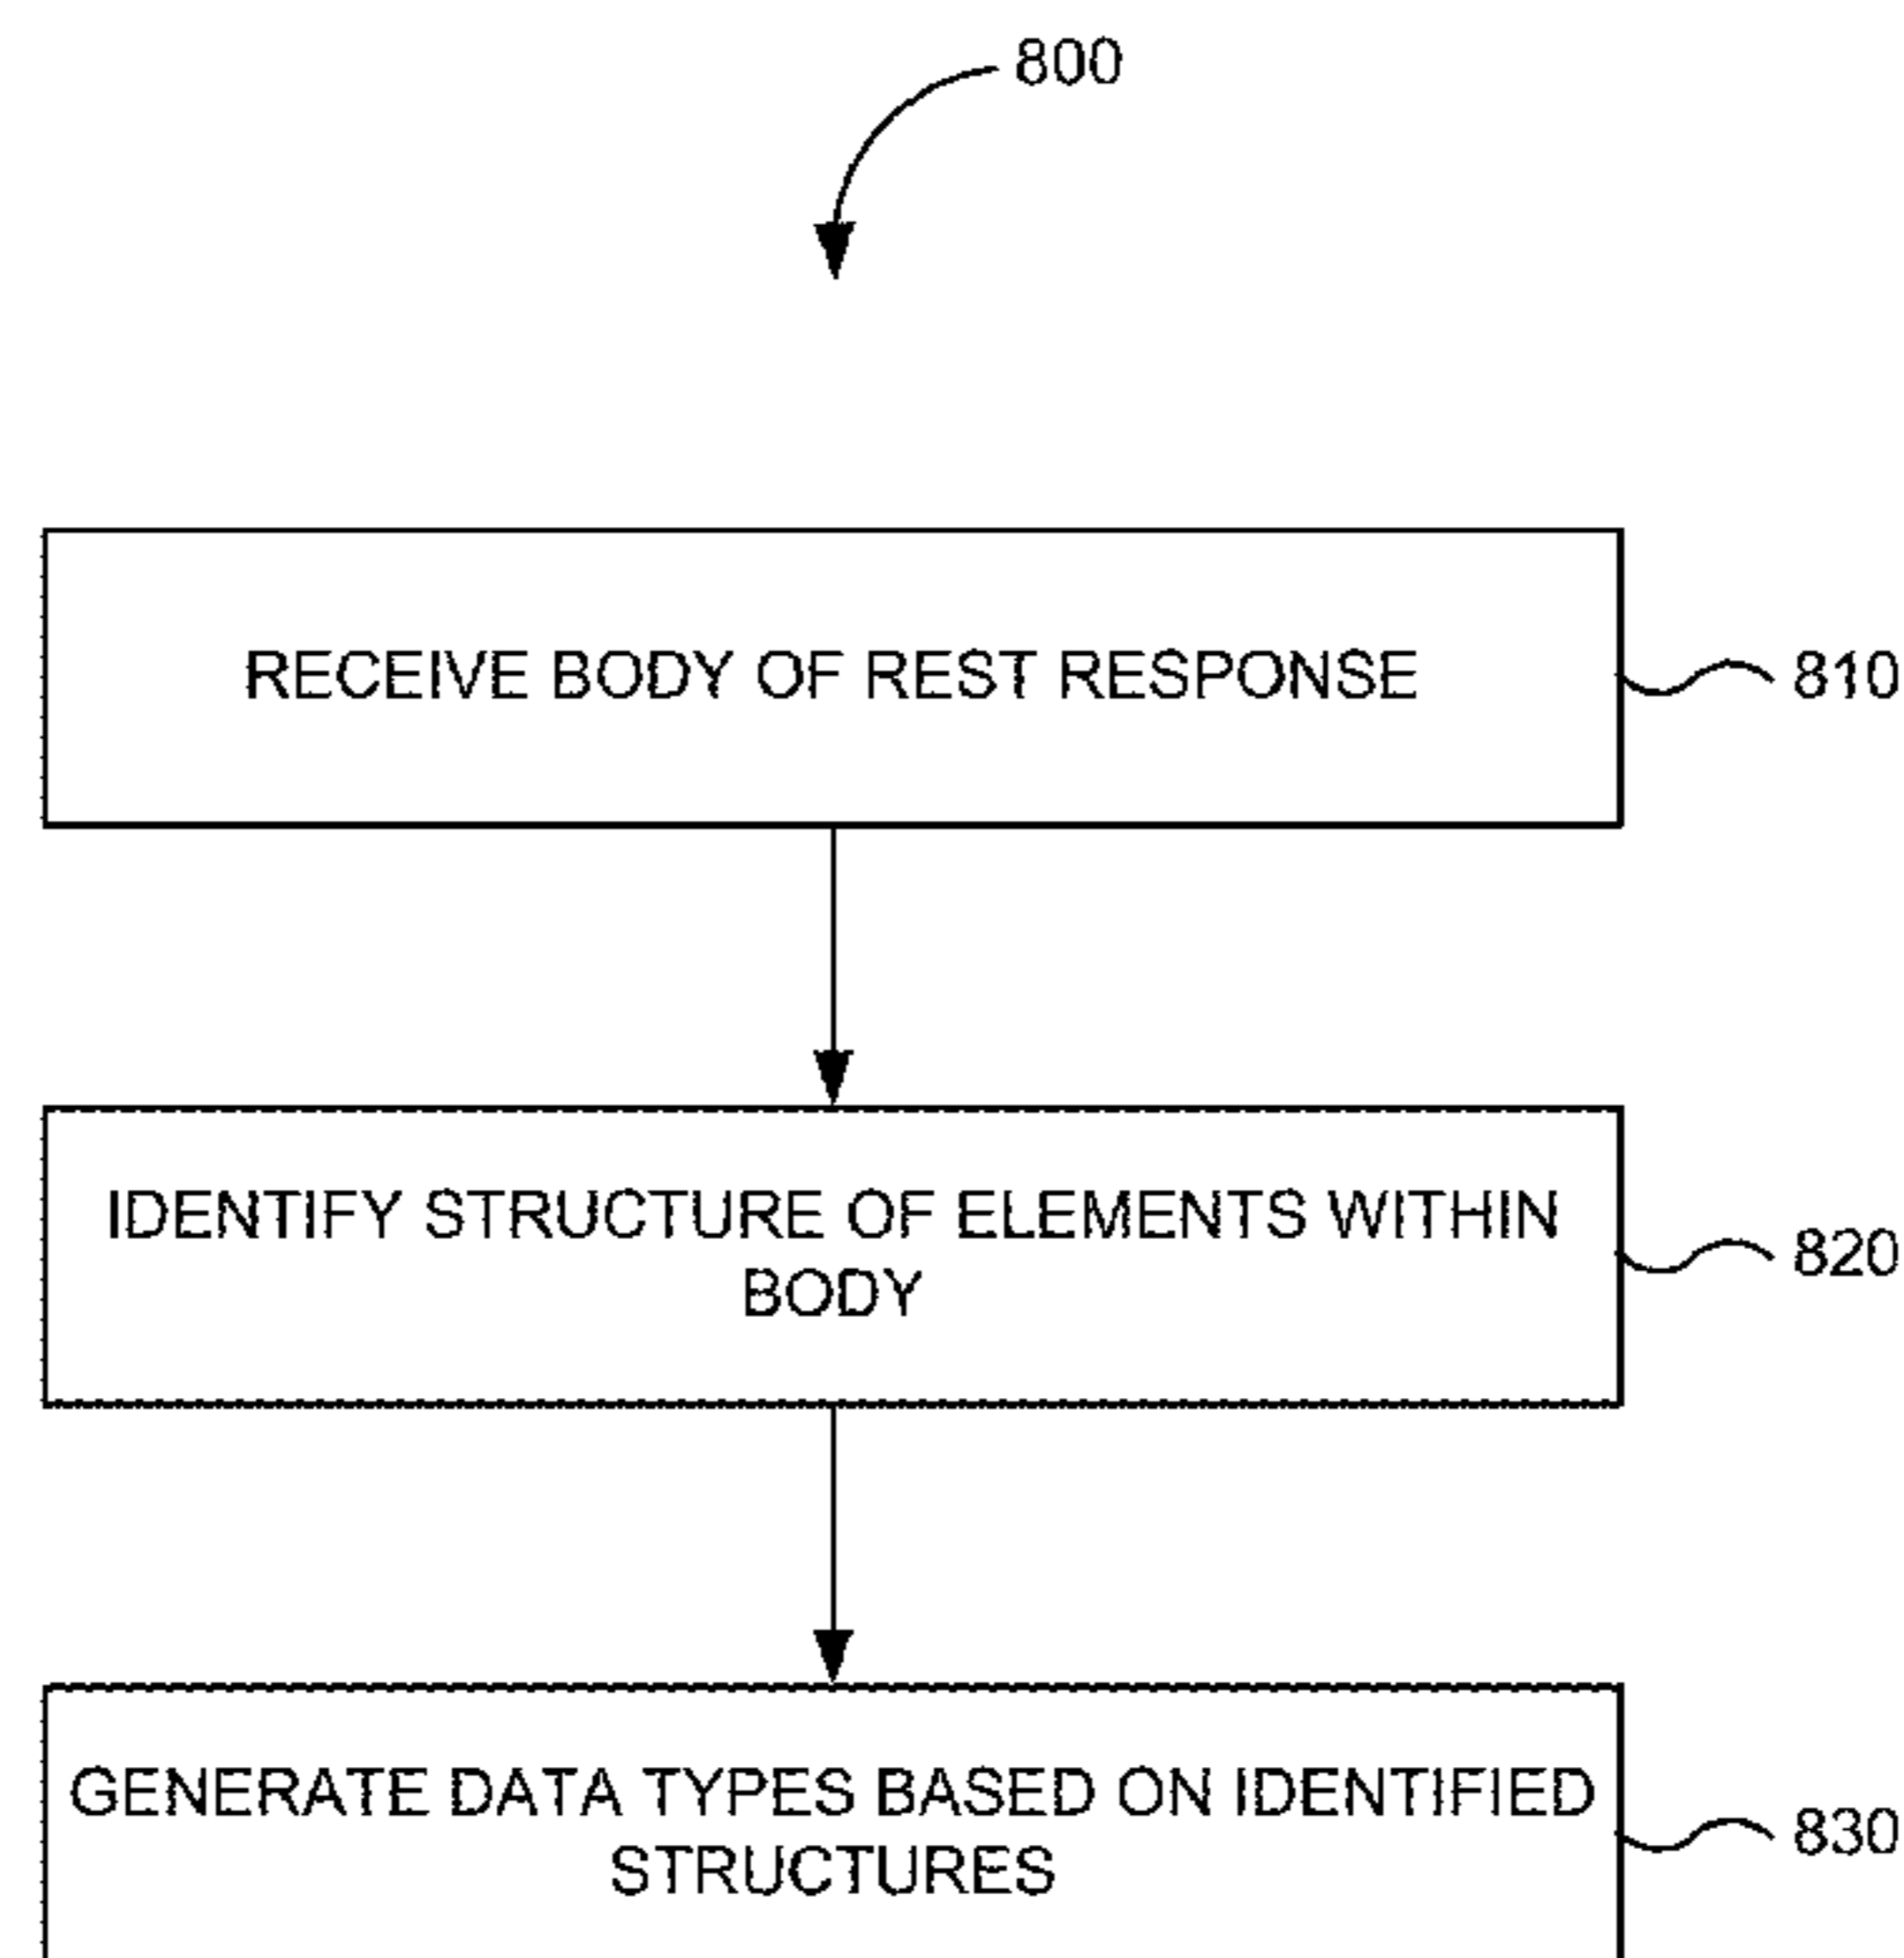 800
RECEIVE BODY OF REST RESPONSE
810
IDENTIFY STRUCTURE OF ELEMENTS WITHIN
BODY
820
GENERATE DATA TYPES BASED ON IDENTIFIED
STRUCTURES
830